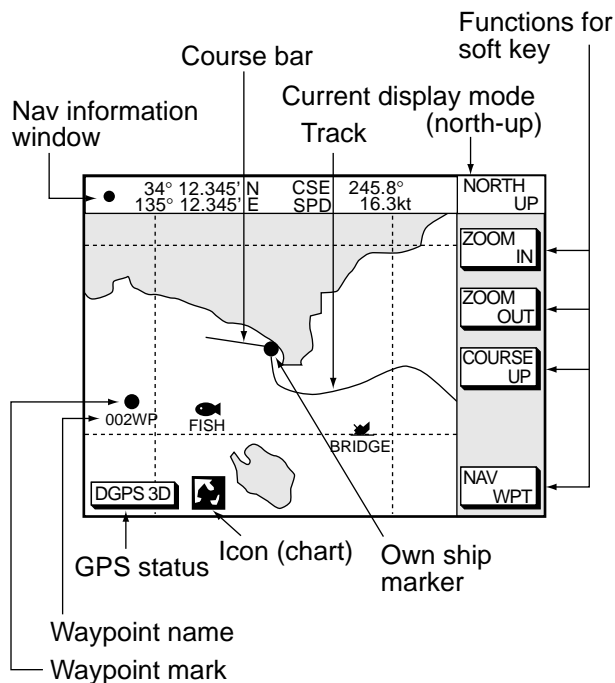 Functions for
soft key
Course bar
Current display mode
(north-up)
Nav information
window
Track
34° 12.345' N CSE 245.8°
135° 12.345' E SPD 16.3kt
NORTH
UP
ZOOM
IN
ZOOM
OUT
COURSE
UP
002WP
FISH
BRIDGE
NAV
WPT
DGPS 3D
GPS status
Icon (chart)
Own ship
marker
Waypoint name
Waypoint mark